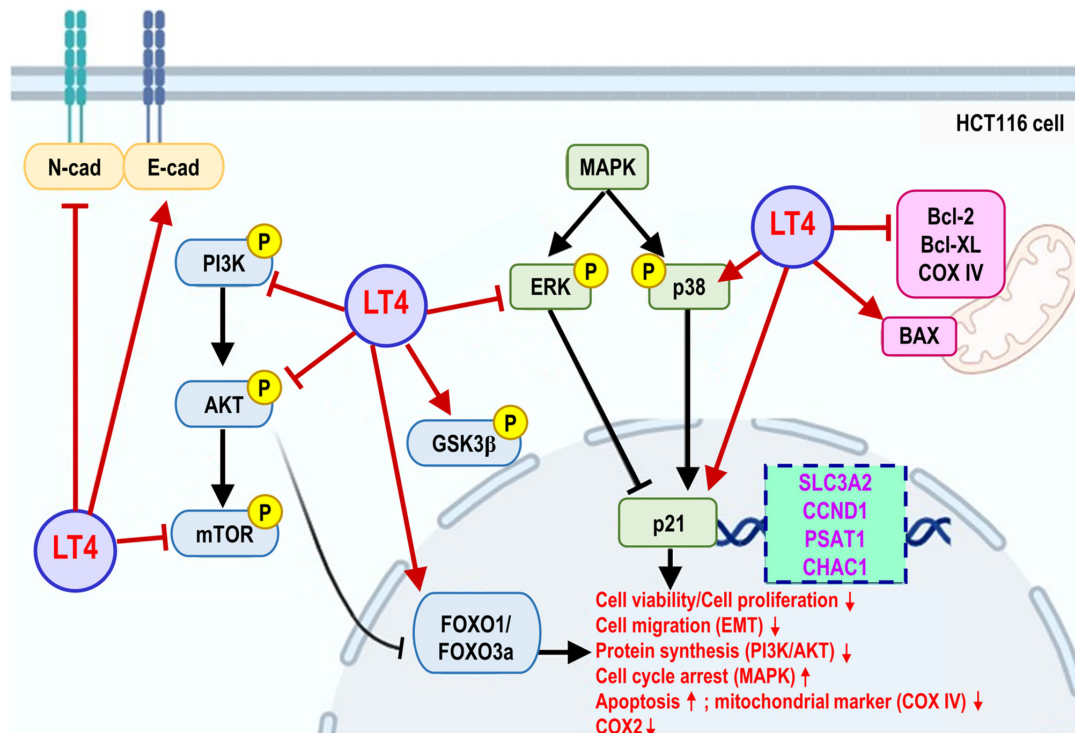 HCT116 cell
N-cad
E-cad
MAPK
LT4
Bcl-2
Bcl-XL
COX IV
P
PI3K
P
ERK
P
p38
LT4
BAX
P
AKT
P
GSK3β
SLC3A2
CCND1
PSAT1
CHAC1
P
mTOR
p21
LT4
FOXO1/
FOXO3a
Cell viability/Cell proliferation ↓
Cell migration (EMT) ↓
Protein synthesis (PI3K/AKT) ↓
Cell cycle arrest (MAPK) ↑
Apoptosis ↑ ; mitochondrial marker (COX IV) ↓
COX2 ↓